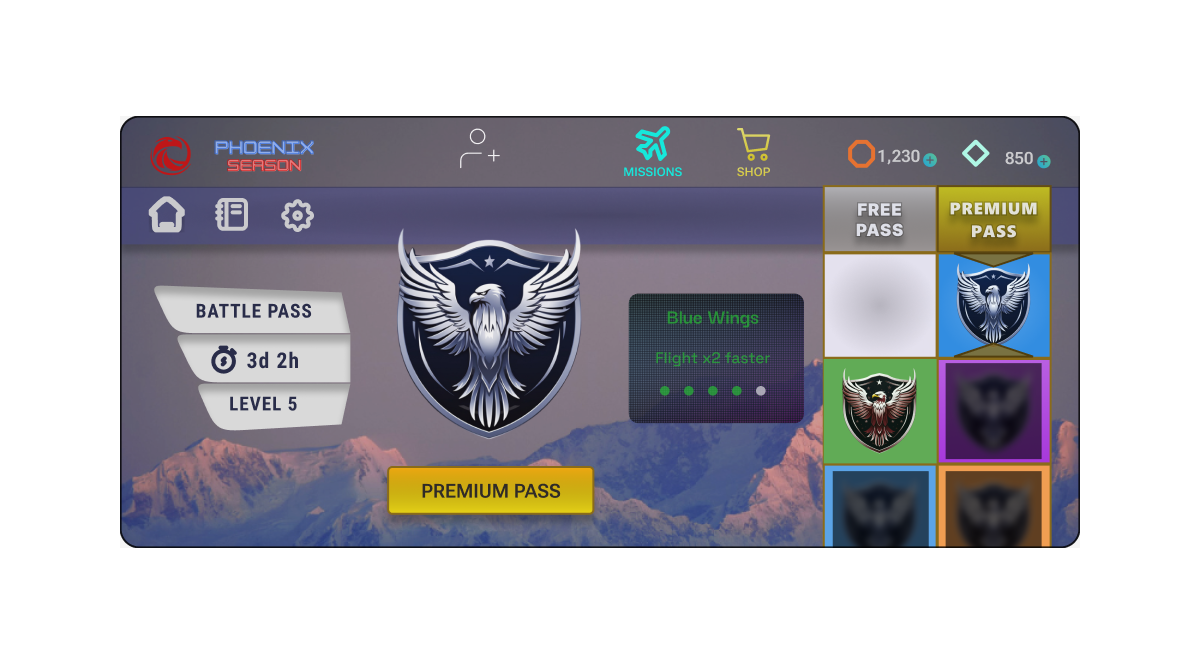 PHOENIX
SEASON
MISSIONS
SHOP
1,230
850
FREE
PASS
PREMIUM
PASS
BATTLE PASS
3d 2h
LEVEL 5
Blue Wings
Flight x2 faster
PREMIUM PASS